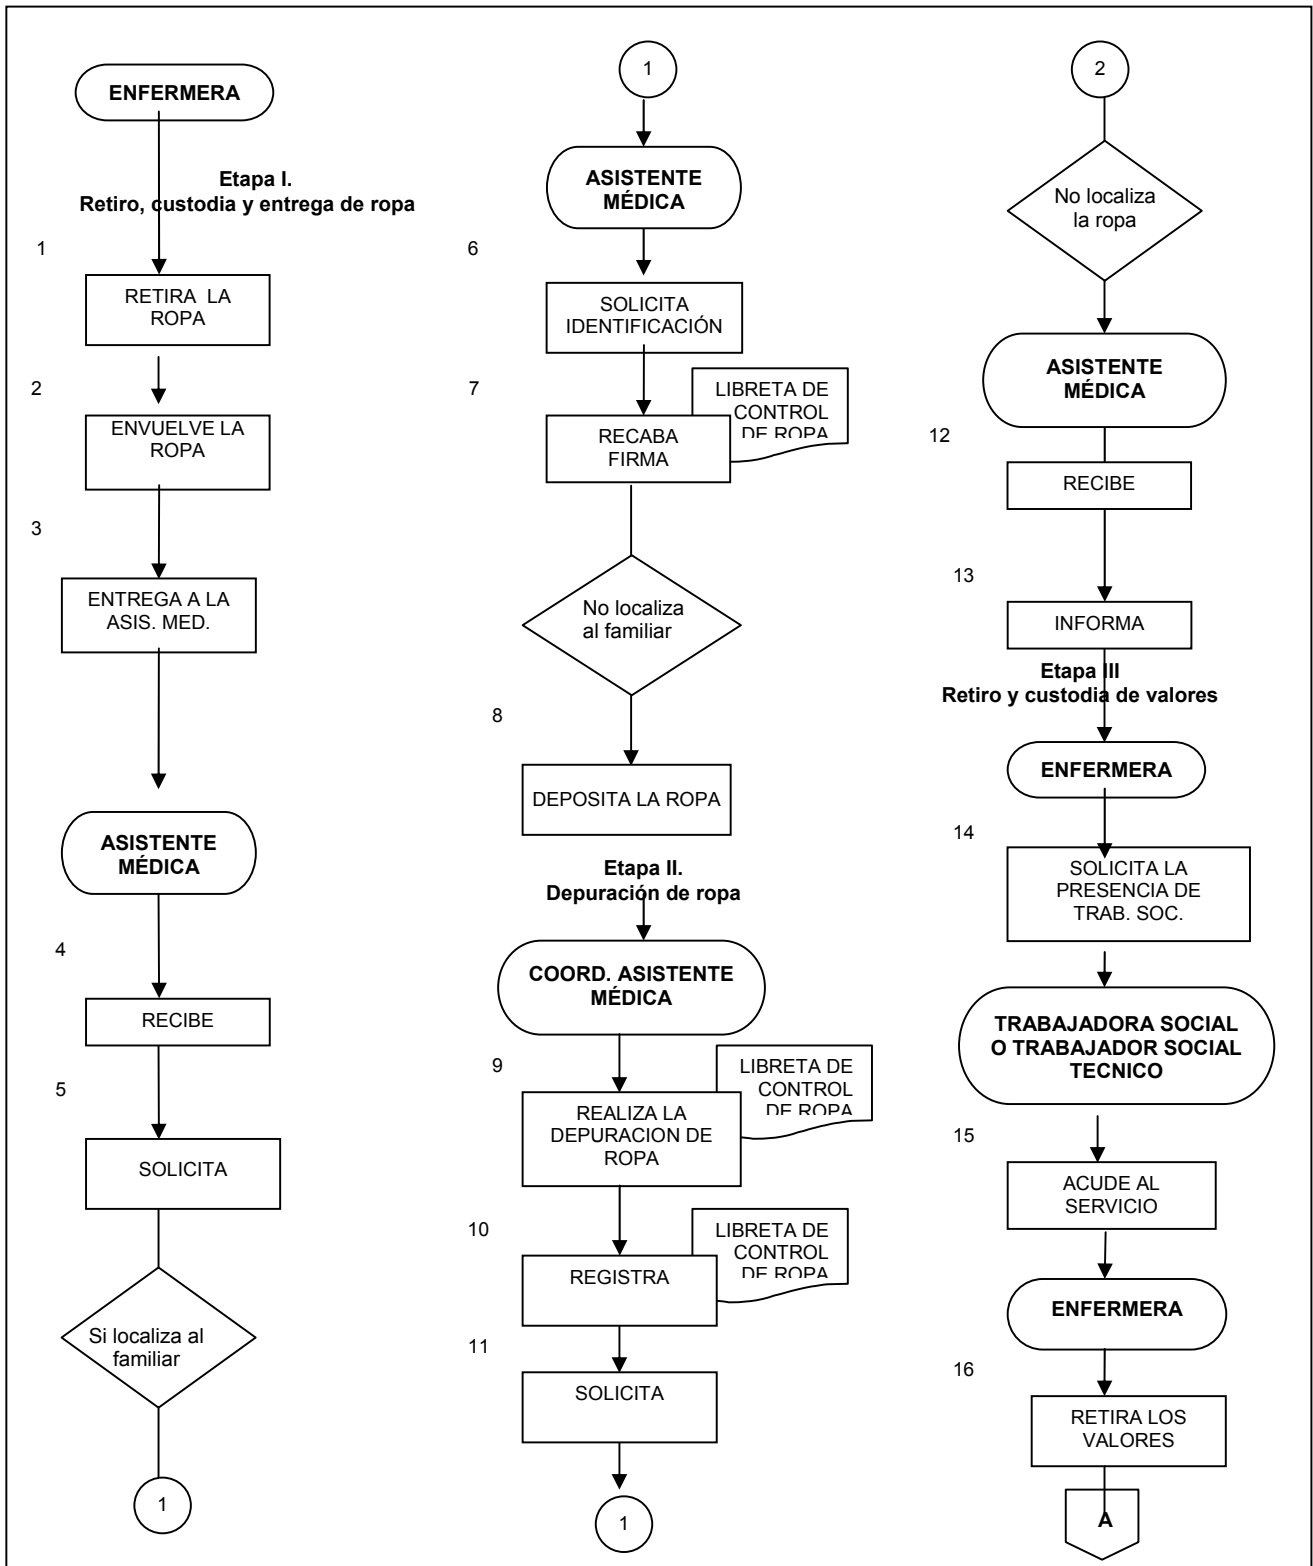 ENFERMERA
Etapa I.
Retiro, custodia y entrega de ropa
1
RETIRA LA
ROPA
2
ENVUELVE LA
ROPA
3
ENTREGA A LA
ASIS. MED.
ASISTENTE
MÉDICA
4
RECIBE
5
SOLICITA
Si localiza al
familiar
1
1
ASISTENTE
MÉDICA
6
SOLICITA
IDENTIFICACIÓN
7
LIBRETA DE
CONTROL
DE ROPA
RECABA
FIRMA
No localiza
al familiar
8
DEPOSITA LA ROPA
Etapa II.
Depuración de ropa
COORD. ASISTENTE
MÉDICA
9
LIBRETA DE
CONTROL
DE ROPA
REALIZA LA
DEPURACION DE
ROPA
10
LIBRETA DE
CONTROL
DE ROPA
REGISTRA
11
SOLICITA
1
2
No localiza
la ropa
ASISTENTE
MÉDICA
12
RECIBE
13
INFORMA
Etapa III
Retiro y custodia de valores
ENFERMERA
14
SOLICITA LA
PRESENCIA DE
TRAB. SOC.
TRABAJADORA SOCIAL
O TRABAJADOR SOCIAL
TECNICO
15
ACUDE AL
SERVICIO
ENFERMERA
16
RETIRA LOS
VALORES
A